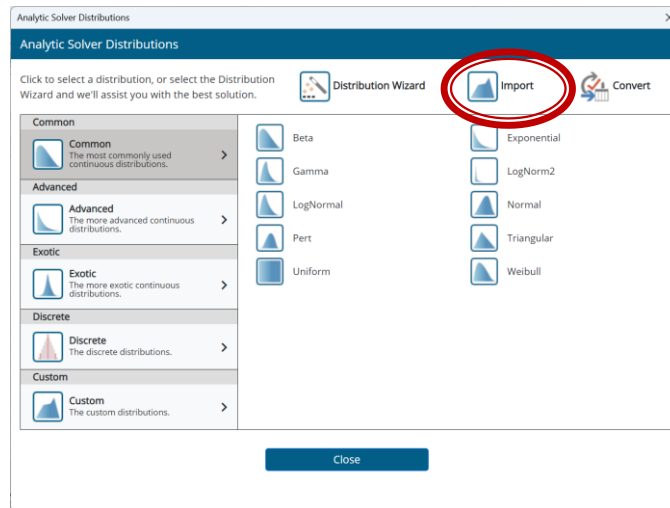 Analytic Solver Distributions
Analytic Solver Distributions
Click to select a distribution, or select the Distribution
Wizard and we'll assist you with the best solution.
Distribution Wizard
Import
Convert
Common
Common
The most commonly used
continuous distributions.
Advanced
Advanced
The more advanced continuous
distributions.
Exotic
Exotic
The more exotic continuous
distributions.
Discrete
Discrete
The discrete distributions.
Custom
Custom
The custom distributions.
Beta
Exponential
Gamma
LogNorm2
LogNormal
Normal
Pert
Triangular
Uniform
Weibull
Close